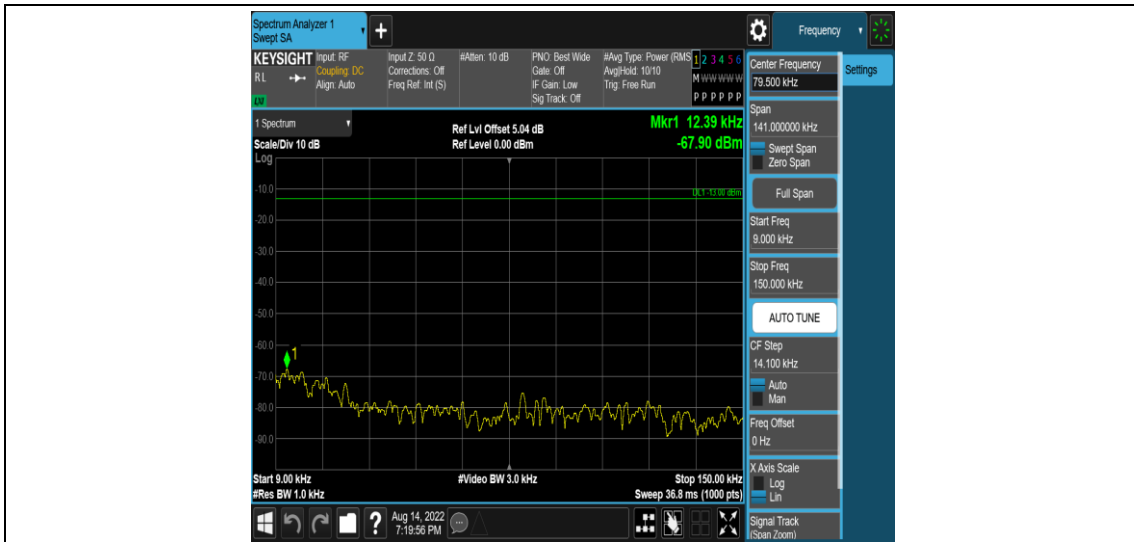 Spectrum Analyzer 1
Swept SA
Frequency
KEYSIGHT
RL
LXI
Input: RF
Coupling: DC
Align: Auto
Input Z: 50 Ω
Corrections: Off
Freq Ref: Int (S)
#Atten: 10 dB
PNO: Best Wide
Gate: Off
IF Gain: Low
Sig Track: Off
#Avg Type: Power (RMS
Avg|Hold: 10/10
Trig: Free Run
1 2 3 4 5 6
M W W W W W
P P P P P P
1 Spectrum
Scale/Div 10 dB
Log
Ref Lvl Offset 5.04 dB
Ref Level 0.00 dBm
Mkr1 12.39 kHz
-67.90 dBm
DL1 -13.00 dBm
-10.0
-20.0
-30.0
-40.0
-50.0
-60.0
-70.0
-80.0
-90.0
1
Start 9.00 kHz
#Res BW 1.0 kHz
#Video BW 3.0 kHz
Stop 150.00 kHz
Sweep 36.8 ms (1000 pts)
?
Aug 14, 2022
7:19:56 PM
Center Frequency
79.500 kHz
Settings
Span
141.000000 kHz
Swept Span
Zero Span
Full Span
Start Freq
9.000 kHz
Stop Freq
150.000 kHz
AUTO TUNE
CF Step
14.100 kHz
Auto
Man
Freq Offset
0 Hz
X Axis Scale
Log
Lin
Signal Track
(Span Zoom)